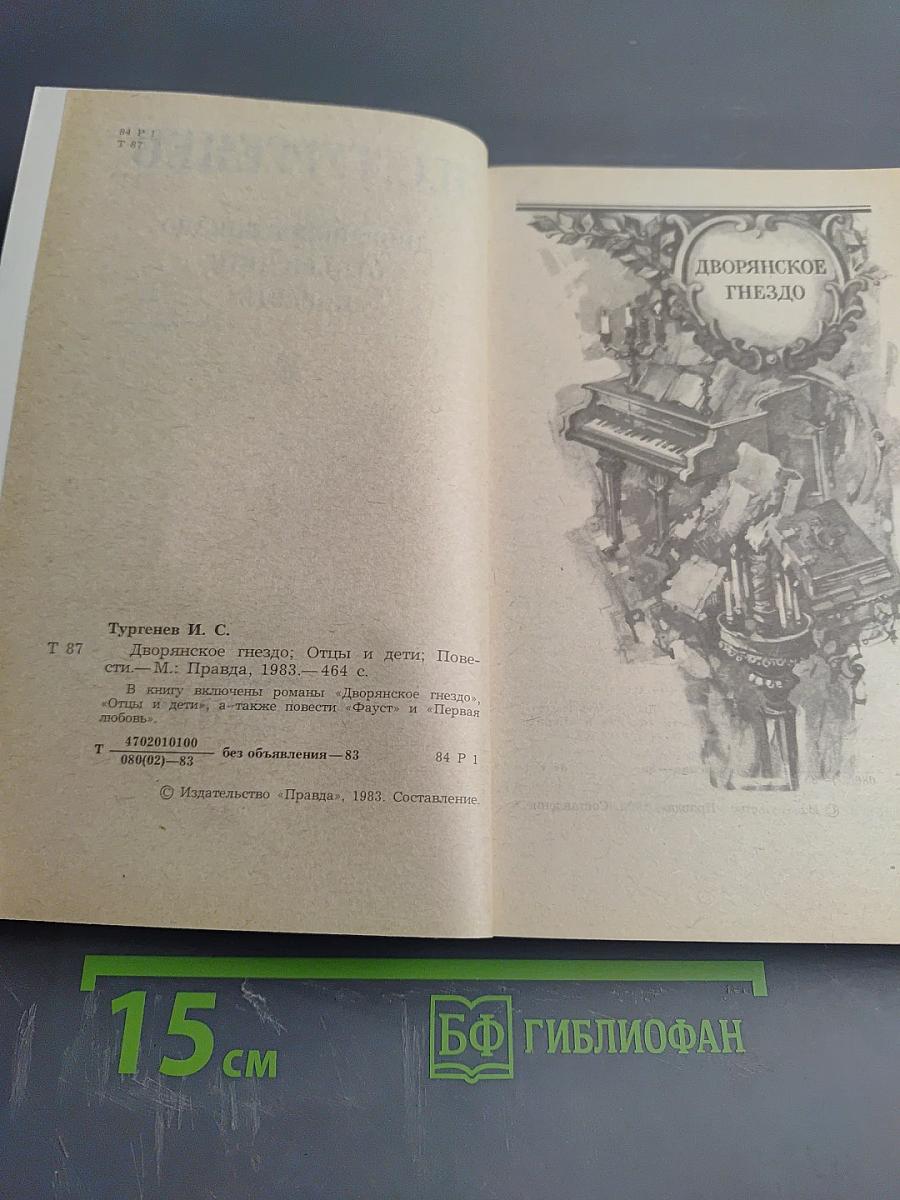 84 Р 1
Т 87
Тургенев И. С.
Т 87 Дворянское гнездо; Отцы и дети; Пове-
сти.— М.: Правда, 1983.— 464 с.
В книгу включены романы «Дворянское гнездо»,
«Отцы и дети», а также повести «Фауст» и «Первая
любовь».
Т 4702010100
080(02)—83 без объявления—83 84 Р 1
© Издательство «Правда», 1983. Составление.
ДВОРЯНСКОЕ
ГНЕЗДО
15 см
БФ ГИБЛИОФАН